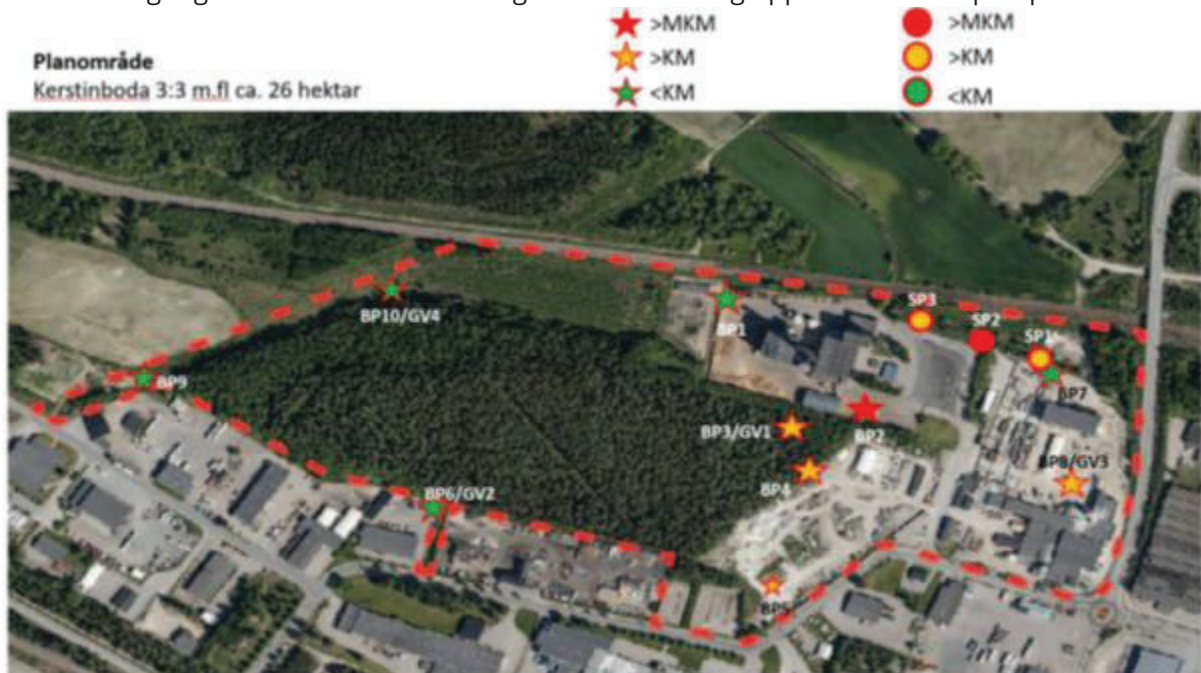 >MKM
>MKM
Planområde
>KM
>KM
Kerstinboda 3:3 m.fl ca. 26 hektar
<KM
<KM
SP3
BP10/GV4
BP1
SP2
SP1
BP9
BP7
BP3/GV1
BP2
BP8/GV3
BP4
BP6/GV2
BP5